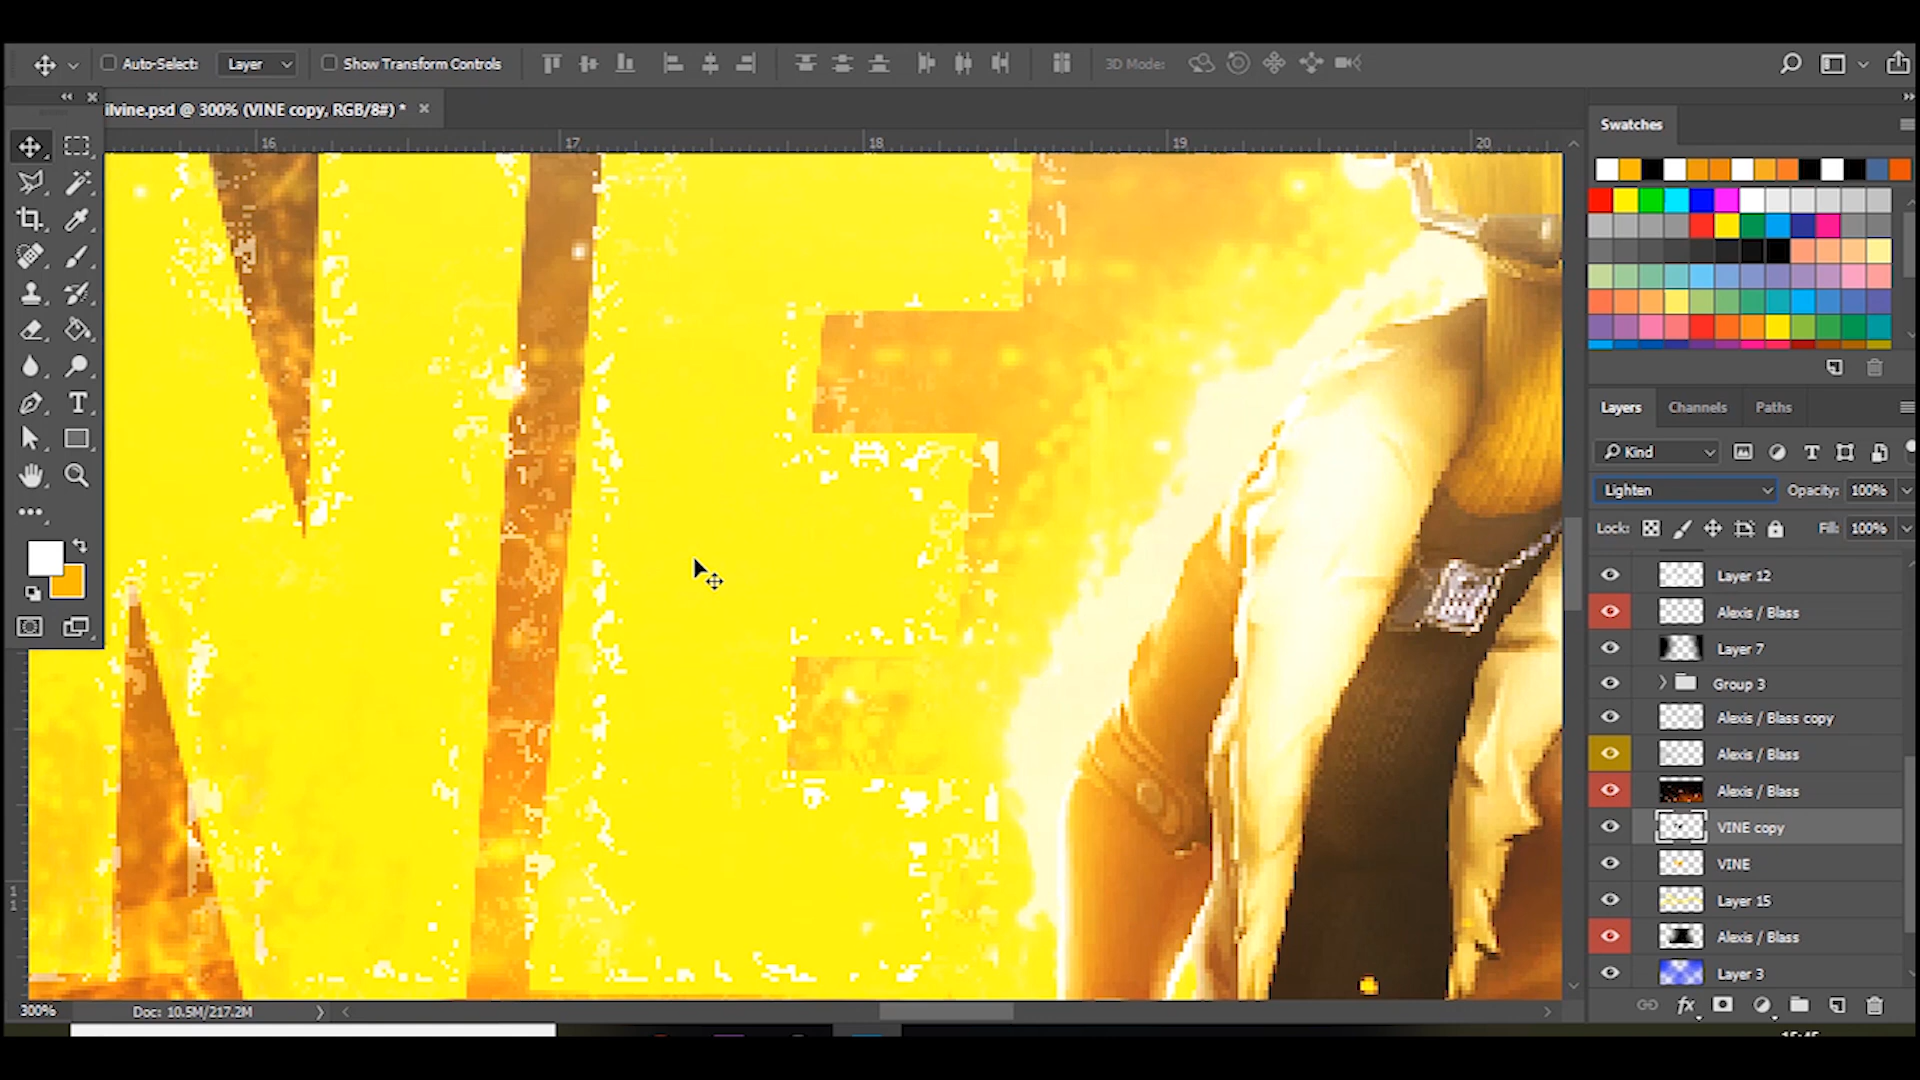 Auto-Select: Layer Show Transform Controls 3D Mode:
ilvine.psd @ 300% (VINE copy, RGB/8#) *
16 17 18 19 20
Swatches
Layers Channels Paths
Kind
Lighten Opacity: 100%
Lock: Fill: 100%
Layer 12
Alexis / Blass
Layer 7
Group 3
Alexis / Blass copy
Alexis / Blass
Alexis / Blass
VINE copy
VINE
Layer 15
Alexis / Blass
Layer 3
fx
300% Doc: 10.5M/217.2M